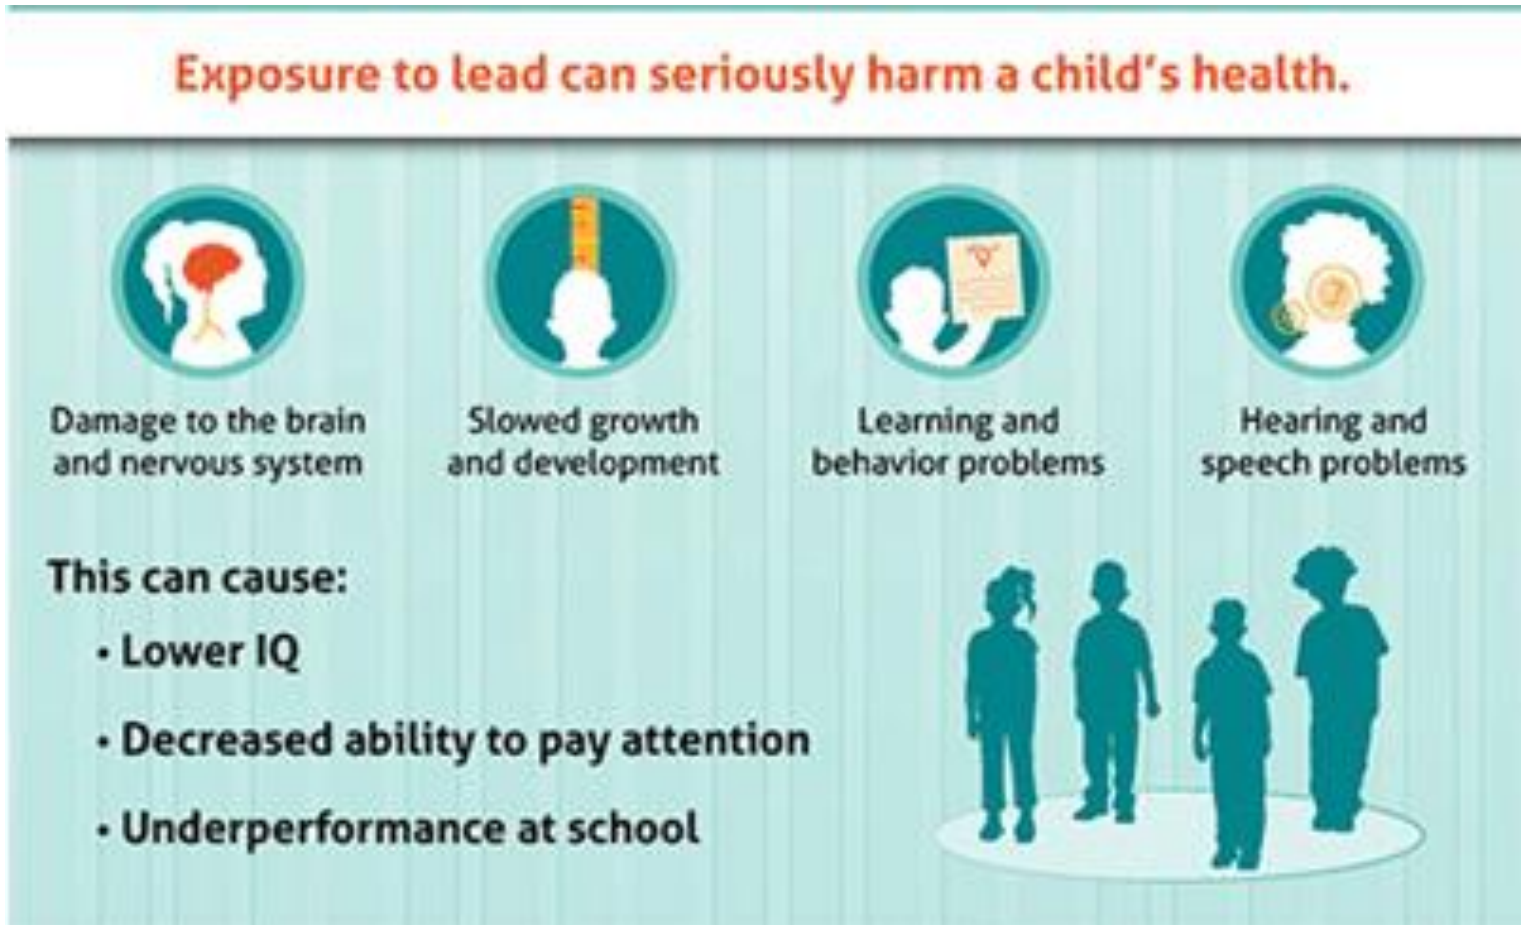 Exposure to lead can seriously harm a child's health.
Damage to the brain
and nervous system
Slowed growth
and development
Learning and
behavior problems
Hearing and
speech problems
This can cause:
• Lower IQ
• Decreased ability to pay attention
• Underperformance at school